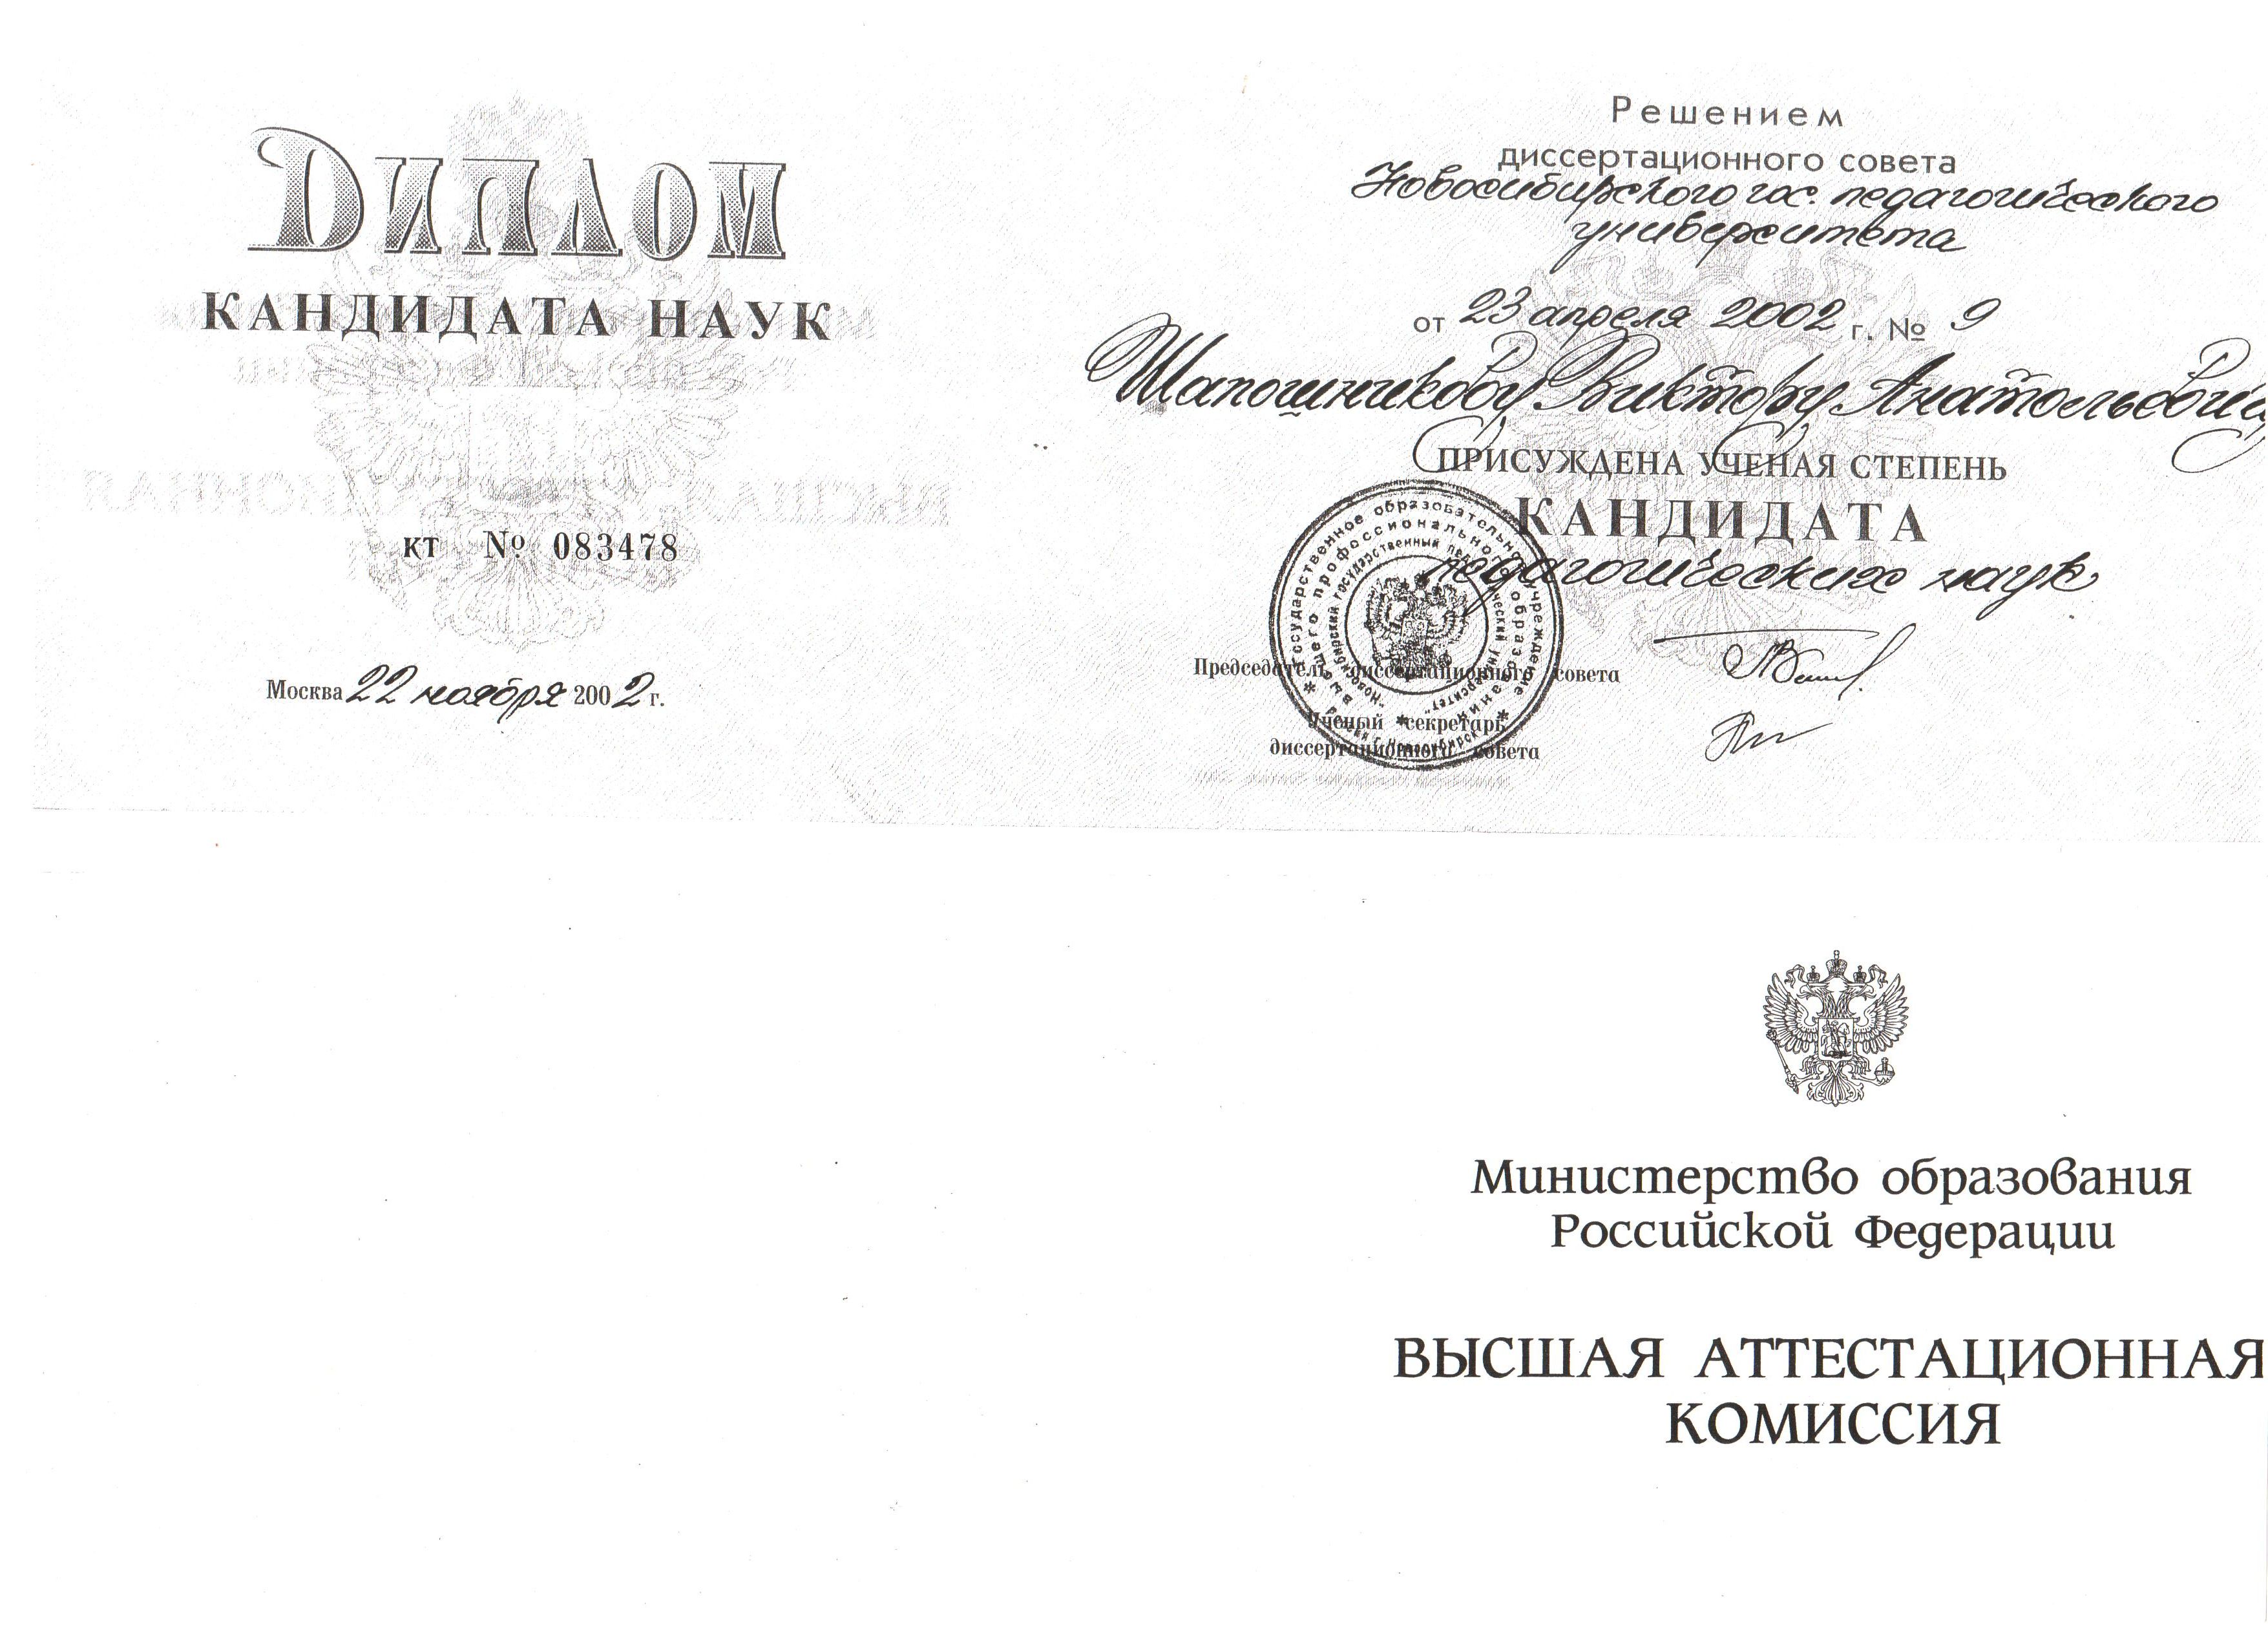 ДИПЛОМ
КАНДИДАТА НАУК
КТ № 083478
Москва 22 ноября 2002 г.
Решением
диссертационного совета
Новосибирского гос. педагогического
университета
от 23 апреля 2002 г. № 9
Шапошникову Виктору Анатольевичу
ПРИСУЖДЕНА УЧЕНАЯ СТЕПЕНЬ
КАНДИДАТА
педагогических наук
Председатель диссертационного совета
Ученый секретарь
диссертационного совета
Министерство образования
Российской Федерации
ВЫСШАЯ АТТЕСТАЦИОННАЯ
КОМИССИЯ